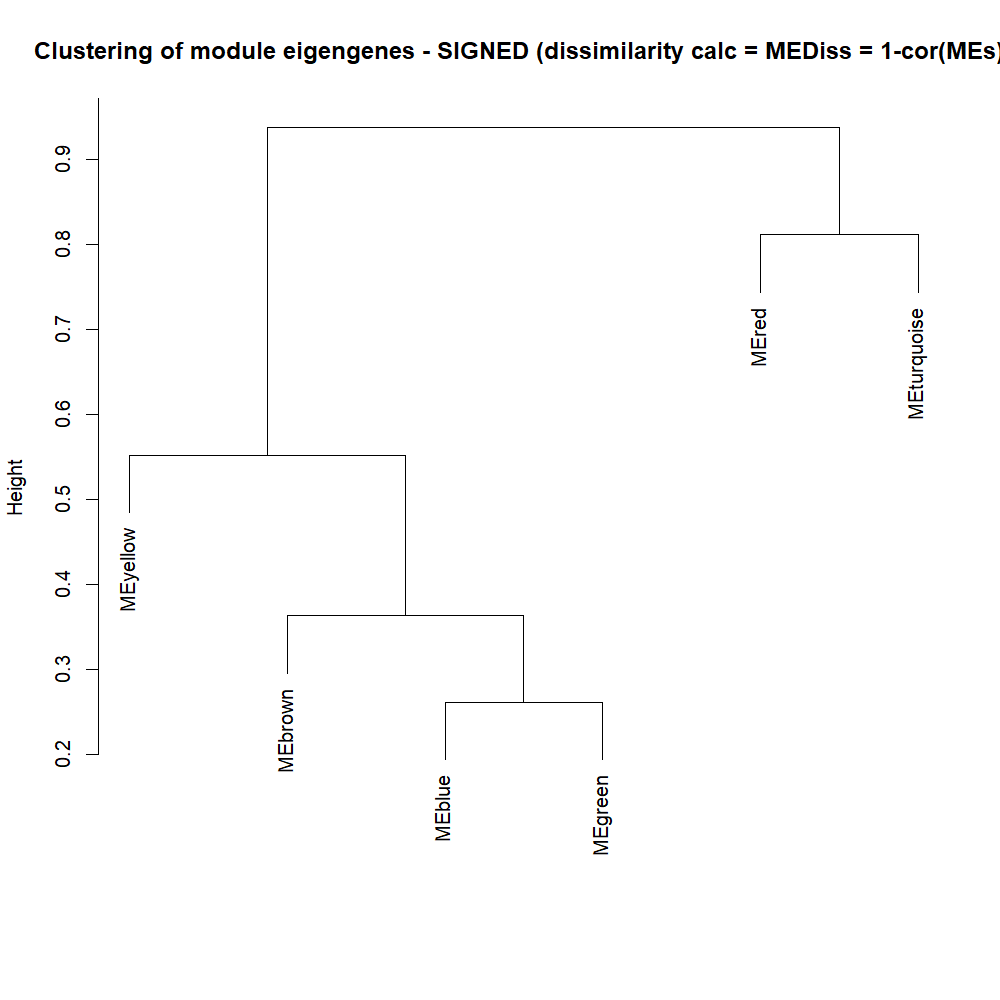 Clustering of module eigengenes - SIGNED (dissimilarity calc = MEDiss = 1-cor(MEs)
Height
0.9
0.8
0.7
0.6
0.5
0.4
0.3
0.2
MEyellow
MEbrown
MEblue
MEgreen
MEred
MEturquoise